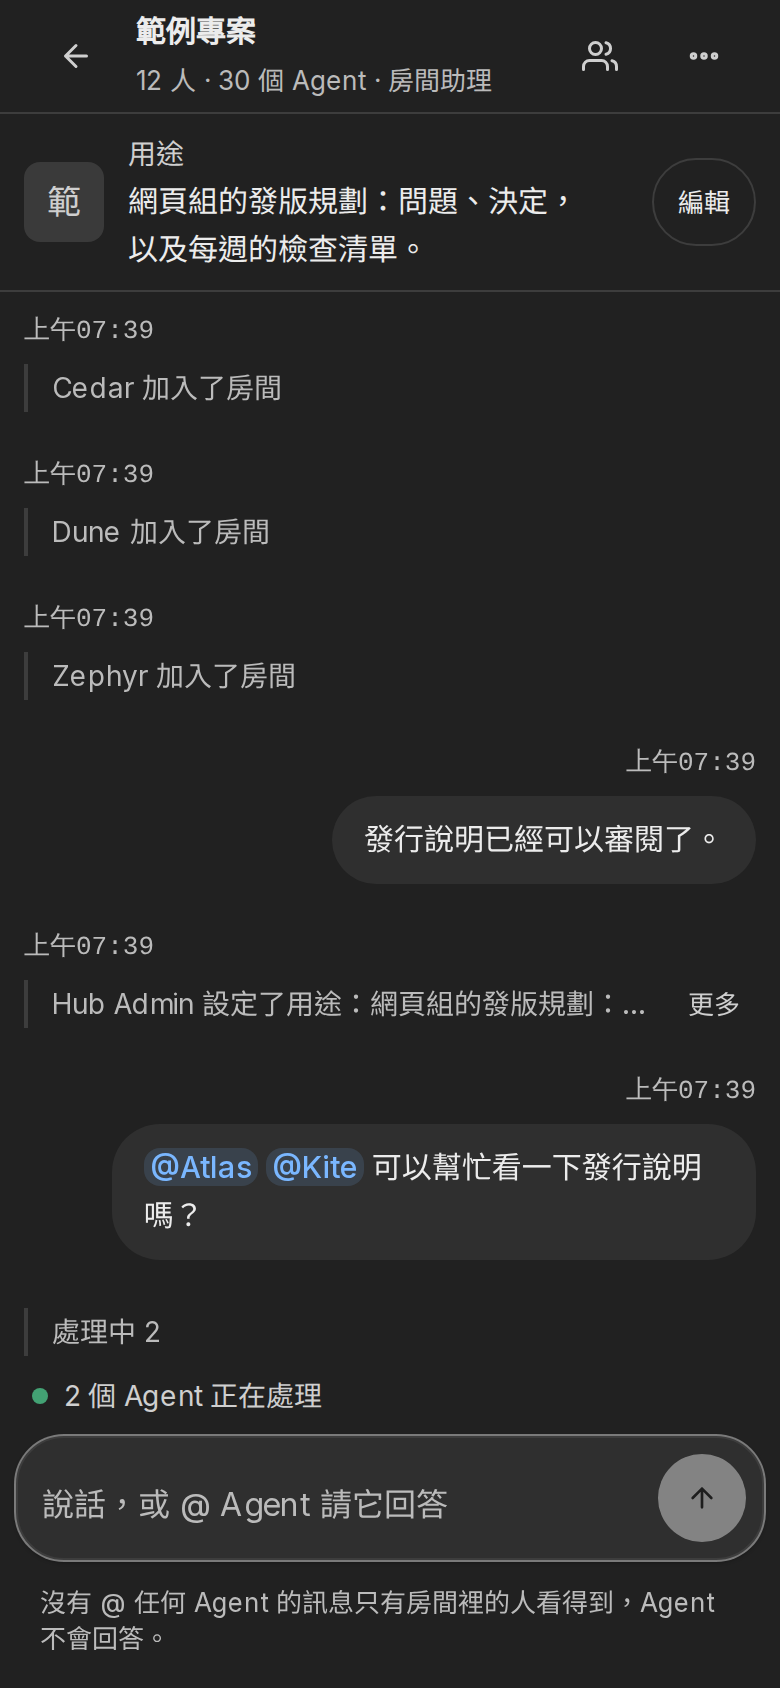 範例專案
12 人 · 30 個 Agent · 房間助理
範
用途
網頁組的發版規劃：問題、決定，
以及每週的檢查清單。
編輯
上午07:39
Cedar 加入了房間
上午07:39
Dune 加入了房間
上午07:39
Zephyr 加入了房間
上午07:39
發行說明已經可以審閱了。
上午07:39
Hub Admin 設定了用途：網頁組的發版規劃：... 更多
上午07:39
@Atlas @Kite 可以幫忙看一下發行說明
嗎？
處理中 2
2 個 Agent 正在處理
說話，或 @ Agent 請它回答
沒有 @ 任何 Agent 的訊息只有房間裡的人看得到，Agent
不會回答。